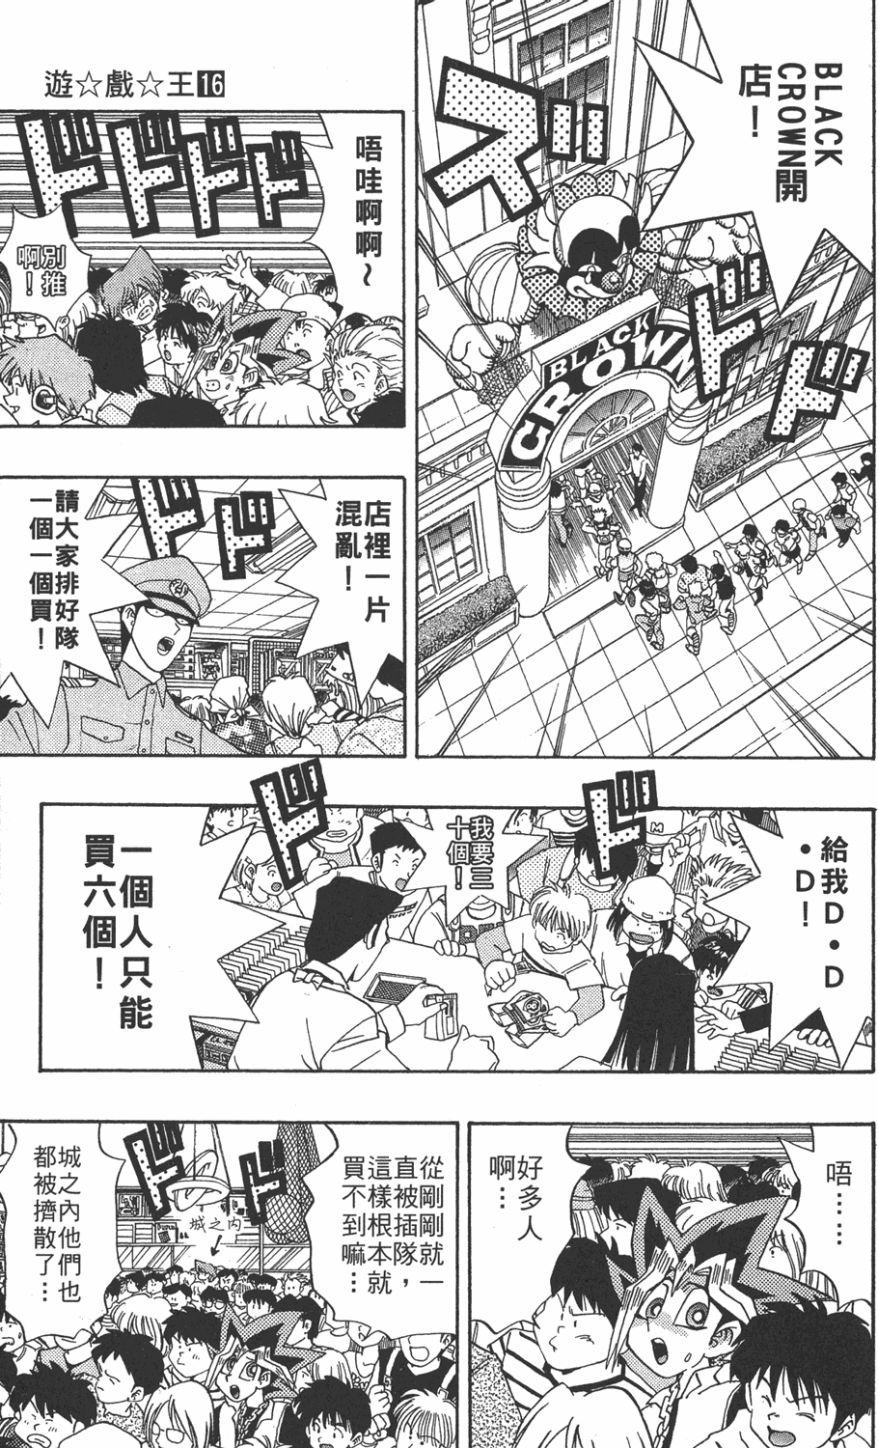 遊☆戲☆王16
BLACK
CROWN開
店！
ズ
ズ
BLACK
CROWN
ド
ド
唔哇啊啊～
ド
ド
ド
ド
別推
啊！
店裡一片
混亂！
ド
ド
請大家排好隊
一個一個買！
給我D・D
・D！
ド
我要三
十個！
ド
一個人只能
買六個！
唔……
好多人
啊…
從剛剛就一
直被插隊，
這樣根本就
買不到嘛…
ド
ド
城之內
城之內他們也
都被擠散了…